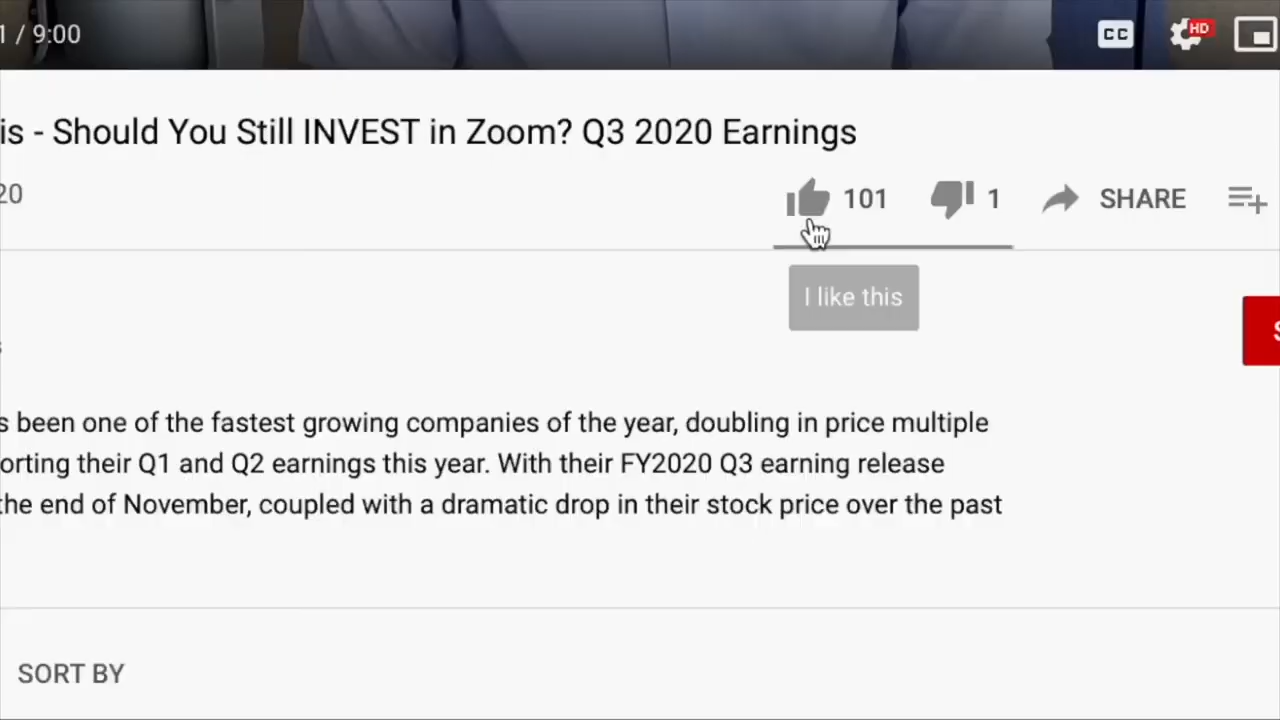 1 / 9:00
CC
HD
is - Should You Still INVEST in Zoom? Q3 2020 Earnings
20
101
1
SHARE
I like this
s
S
s been one of the fastest growing companies of the year, doubling in price multiple
orting their Q1 and Q2 earnings this year. With their FY2020 Q3 earning release
the end of November, coupled with a dramatic drop in their stock price over the past
SORT BY